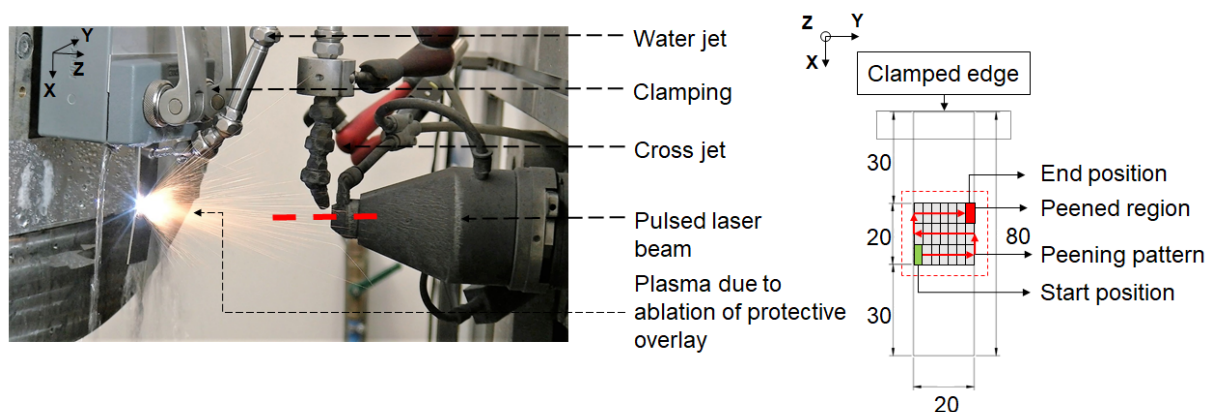 Y
Z
X
Water jet
Clamping
Cross jet
Pulsed laser
beam
Plasma due to
ablation of protective
overlay
Z
Y
X
Clamped edge
30
20
30
80
20
End position
Peened region
Peening pattern
Start position